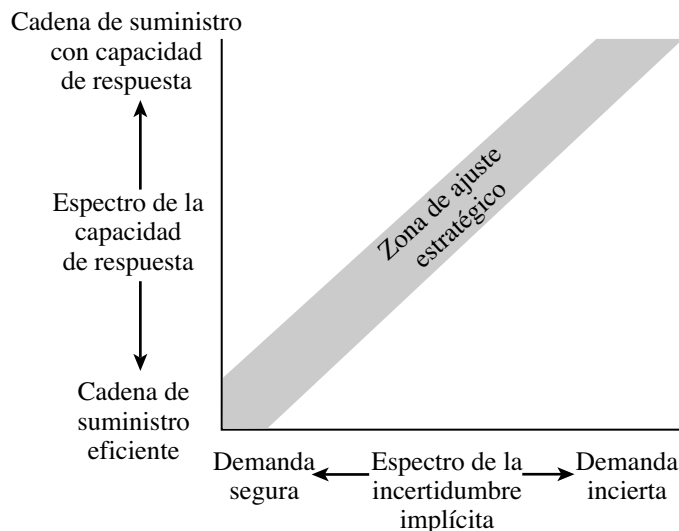 Cadena de suministro
con capacidad
de respuesta
Espectro de la
capacidad
de respuesta
Cadena de
suministro
eficiente
Zona de ajuste
estratégico
Demanda
segura
Espectro de la
incertidumbre
implícita
Demanda
incierta